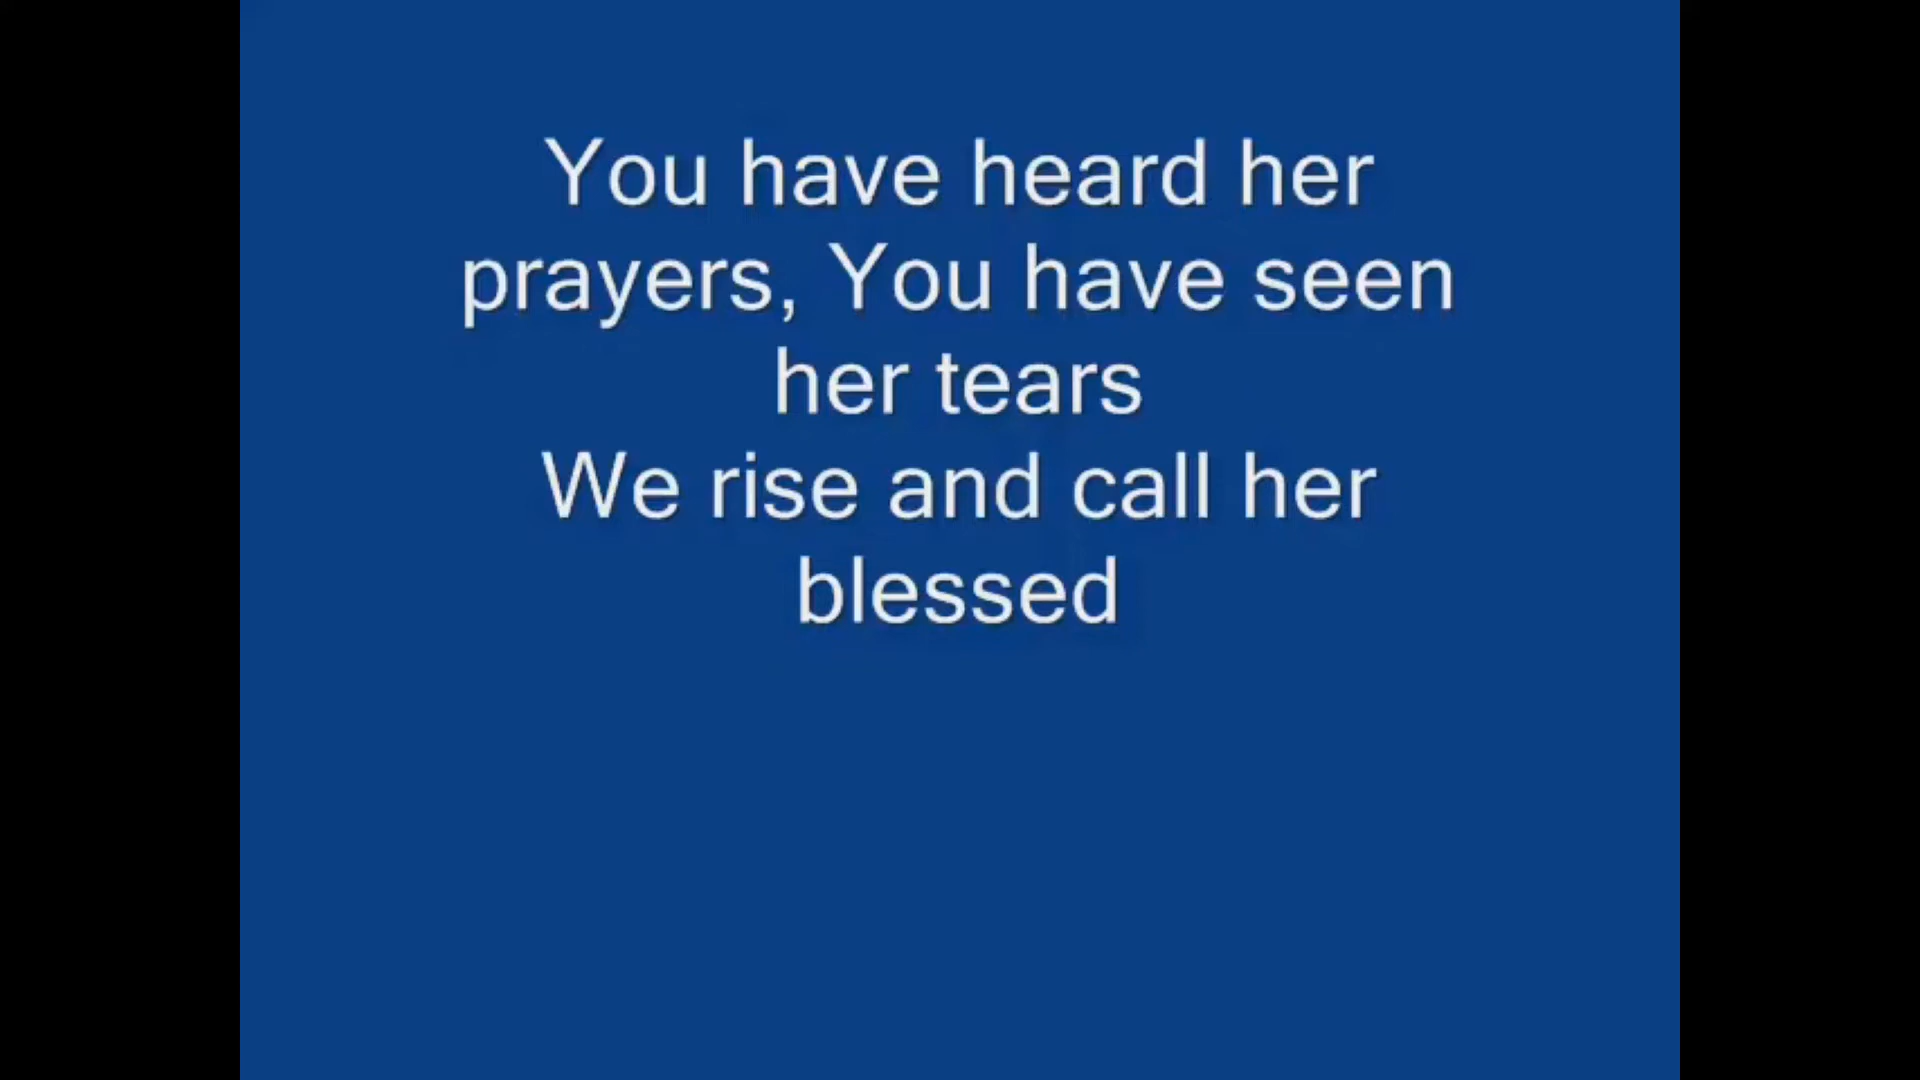 You have heard her
prayers, You have seen
her tears
We rise and call her
blessed